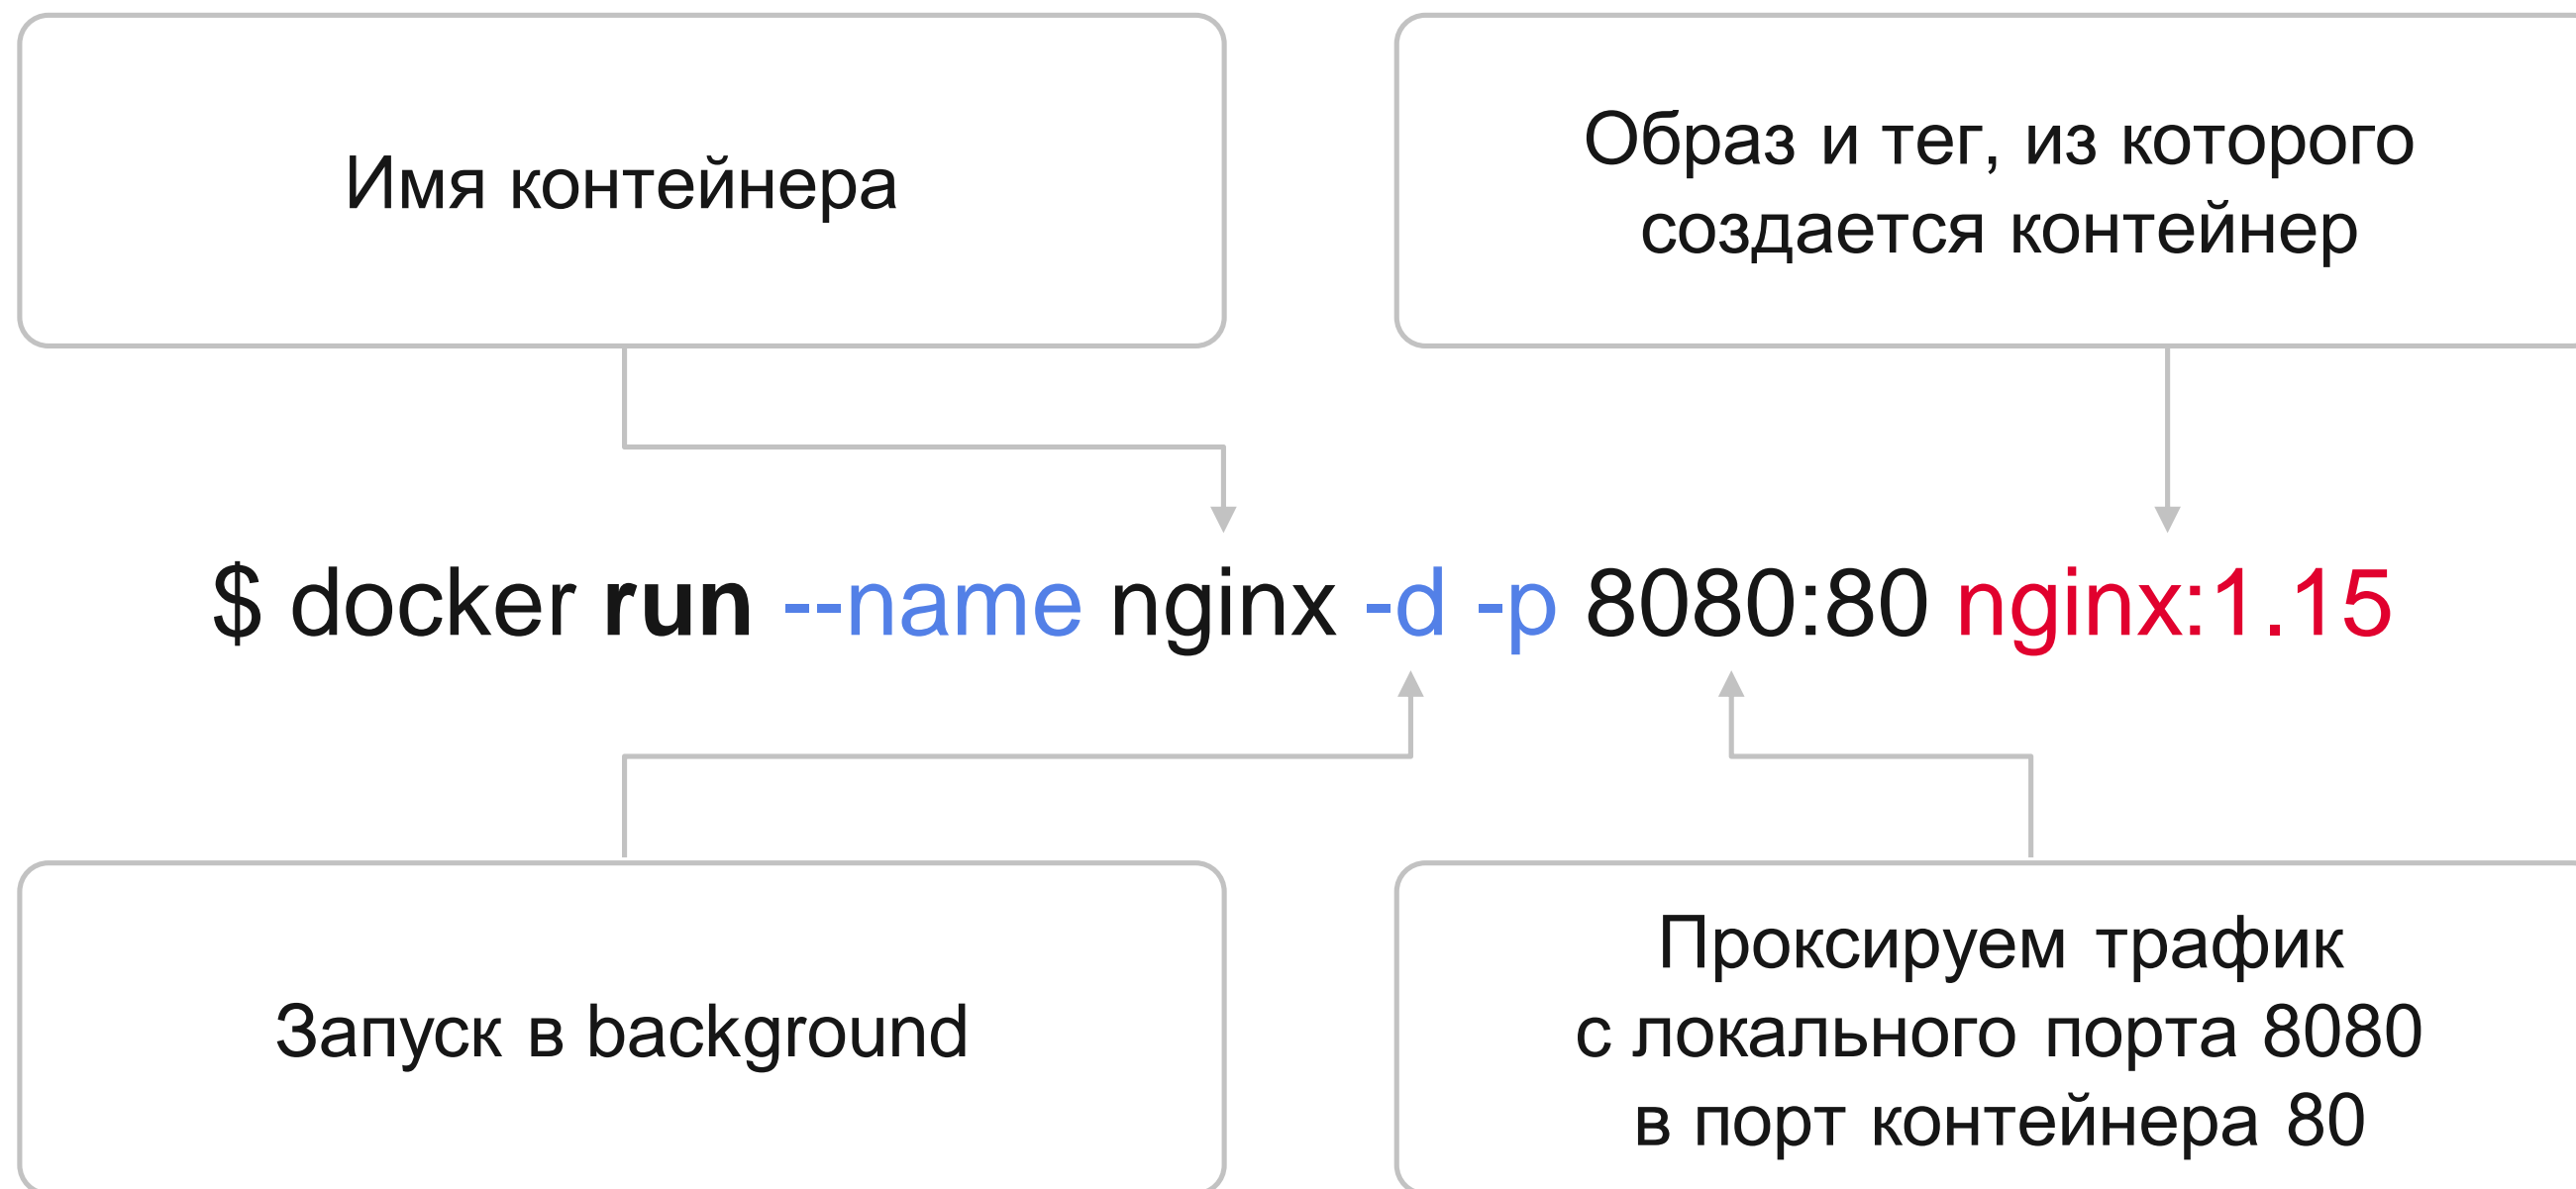 Имя контейнера
Образ и тег, из которого
создается контейнер
$ docker run --name nginx -d -p 8080:80 nginx:1.15
Запуск в background
Проксируем трафик
с локального порта 8080
в порт контейнера 80